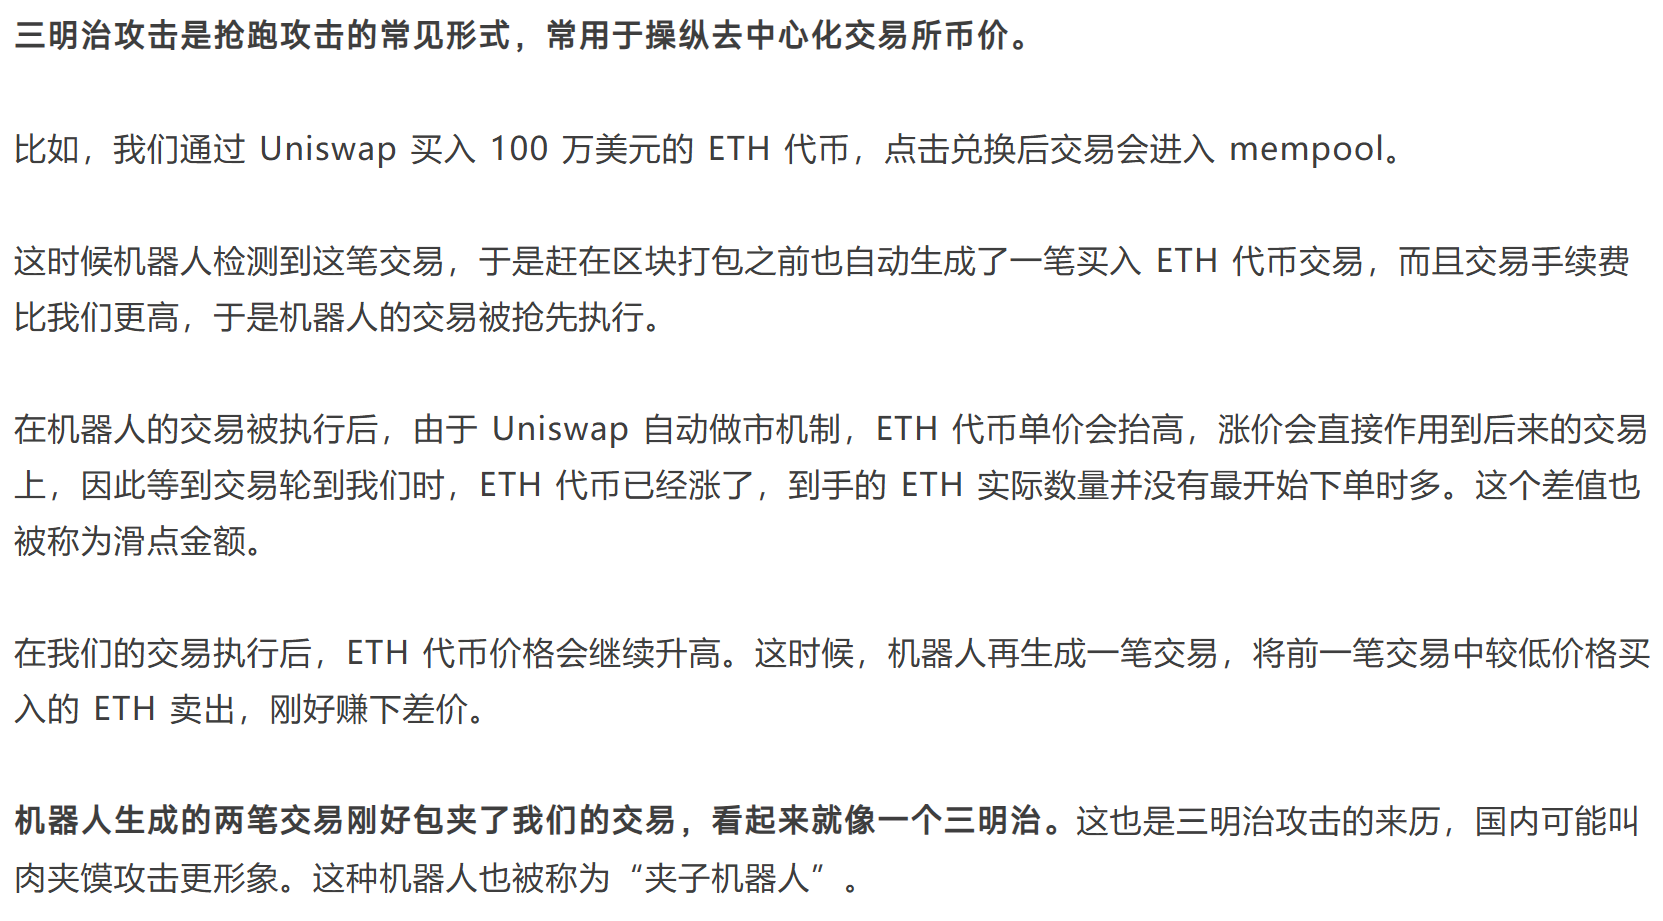 三明治攻击是抢跑攻击的常见形式，常用于操纵去中心化交易所币价。
比如，我们通过 Uniswap 买入 100 万美元的 ETH 代币，点击兑换后交易会进入 mempool。
这时候机器人检测到这笔交易，于是赶在区块打包之前也自动生成了一笔买入 ETH 代币交易，而且交易手续费
比我们更高，于是机器人的交易被抢先执行。
在机器人的交易被执行后，由于 Uniswap 自动做市机制，ETH 代币单价会抬高，涨价会直接作用到后来的交易
上，因此等到交易轮到我们时，ETH 代币已经涨了，到手的 ETH 实际数量并没有最开始下单时多。这个差值也
被称为滑点金额。
在我们的交易执行后，ETH 代币价格会继续升高。这时候，机器人再生成一笔交易，将前一笔交易中较低价格买
入的 ETH 卖出，刚好赚下差价。
机器人生成的两笔交易刚好包夹了我们的交易，看起来就像一个三明治。这也是三明治攻击的来历，国内可能叫
肉夹馍攻击更形象。这种机器人也被称为“夹子机器人”。